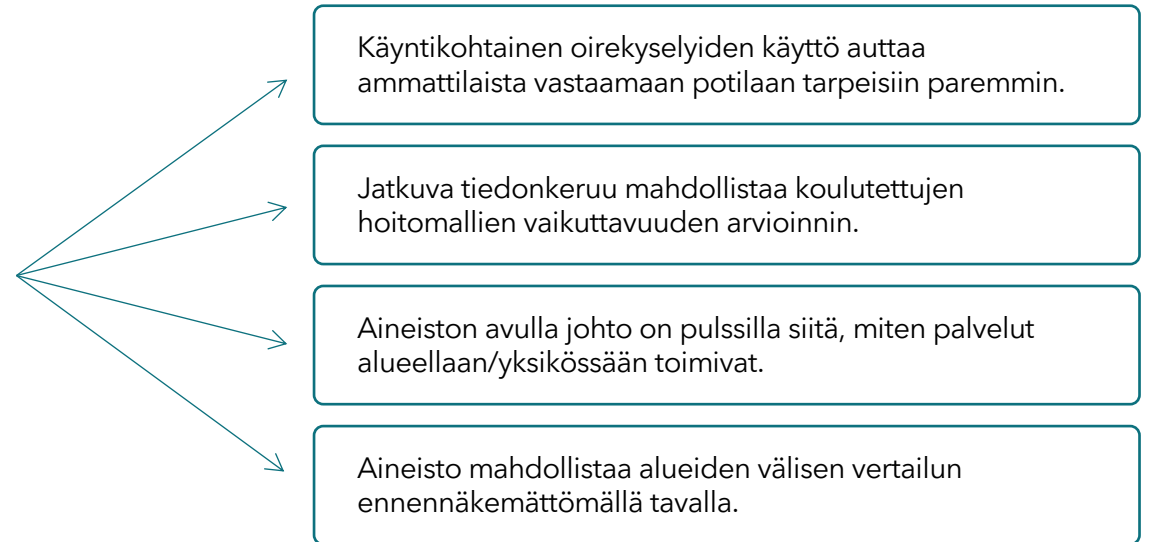 Käyntikohtainen oirekyselyiden käyttö auttaa
ammattilaista vastaamaan potilaan tarpeisiin paremmin.
Jatkuva tiedonkeruu mahdollistaa koulutettujen
hoitomallien vaikuttavuuden arvioinnin.
Aineiston avulla johto on pulssilla siitä, miten palvelut
alueellaan/yksikössään toimivat.
Aineisto mahdollistaa alueiden välisen vertailun
ennennäkemättömällä tavalla.